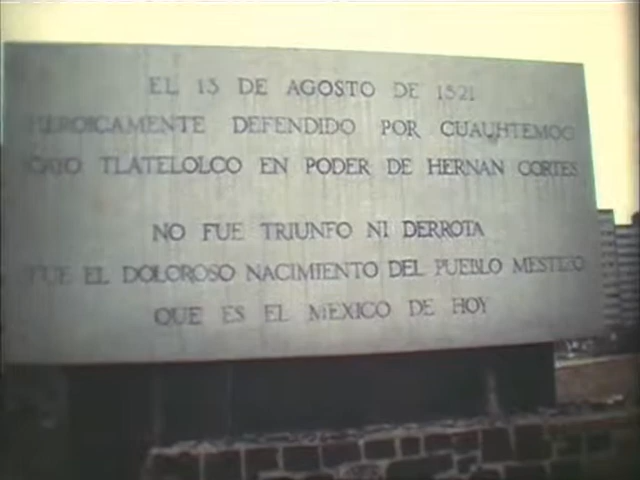 EL 13 DE AGOSTO DE 1521
HEROICAMENTE DEFENDIDO POR CUAUHTEMOC
CAYO TLATELOLCO EN PODER DE HERNAN CORTES
NO FUE TRIUNFO NI DERROTA
FUE EL DOLOROSO NACIMIENTO DEL PUEBLO MESTIZO
QUE ES EL MEXICO DE HOY